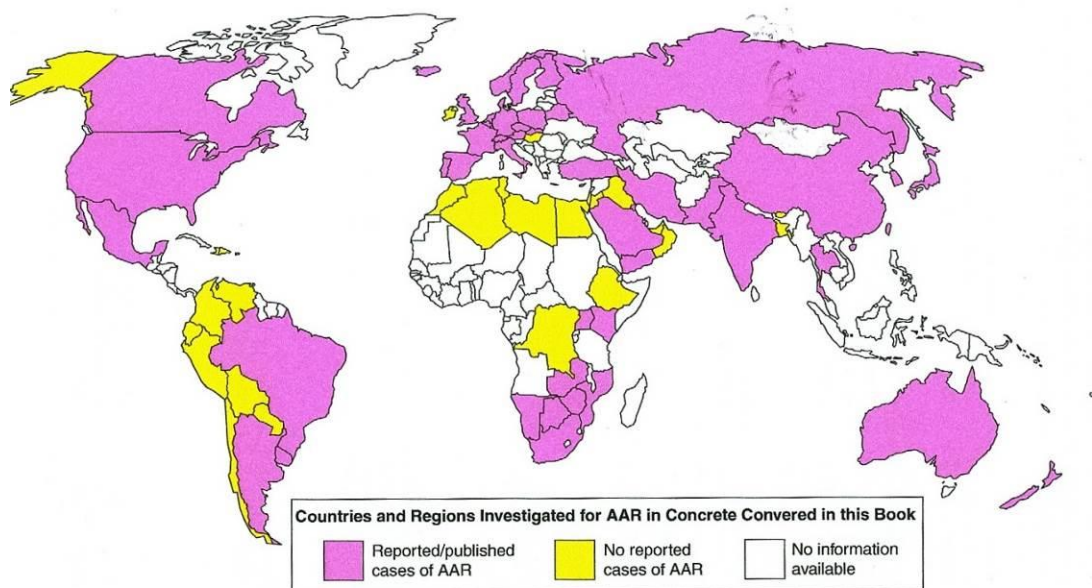 Countries and Regions Investigated for AAR in Concrete Convered in this Book
Reported/published
cases of AAR
No reported
cases of AAR
No information
available